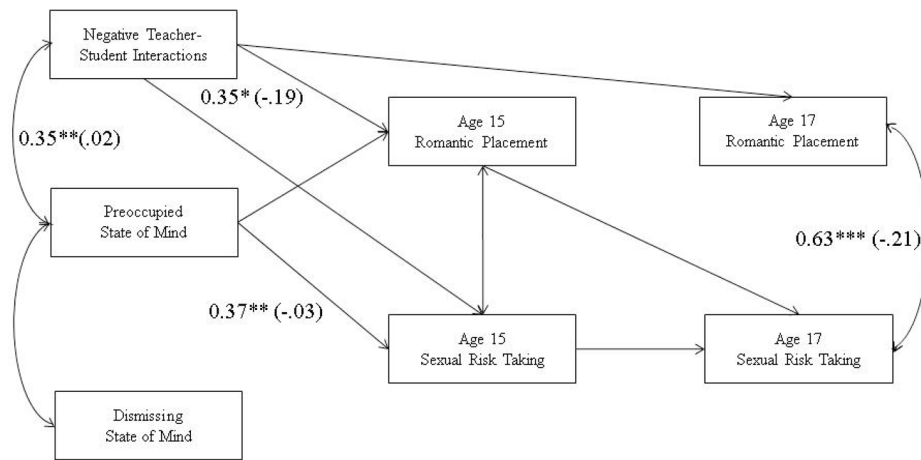 Negative Teacher-
Student Interactions
0.35* (-.19)
Age 15
Romantic Placement
Age 17
Romantic Placement
0.35**(.02)
Preoccupied
State of Mind
0.63*** (-.21)
0.37** (-.03)
Age 15
Sexual Risk Taking
Age 17
Sexual Risk Taking
Dismissing
State of Mind